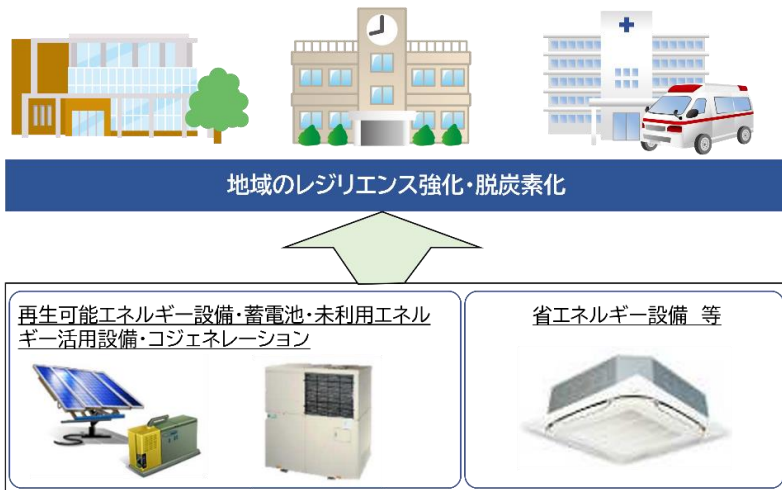 地域のレジリエンス強化・脱炭素化
再生可能エネルギー設備・蓄電池・未利用エネル
ギー活用設備・コジェネレーション
省エネルギー設備 等